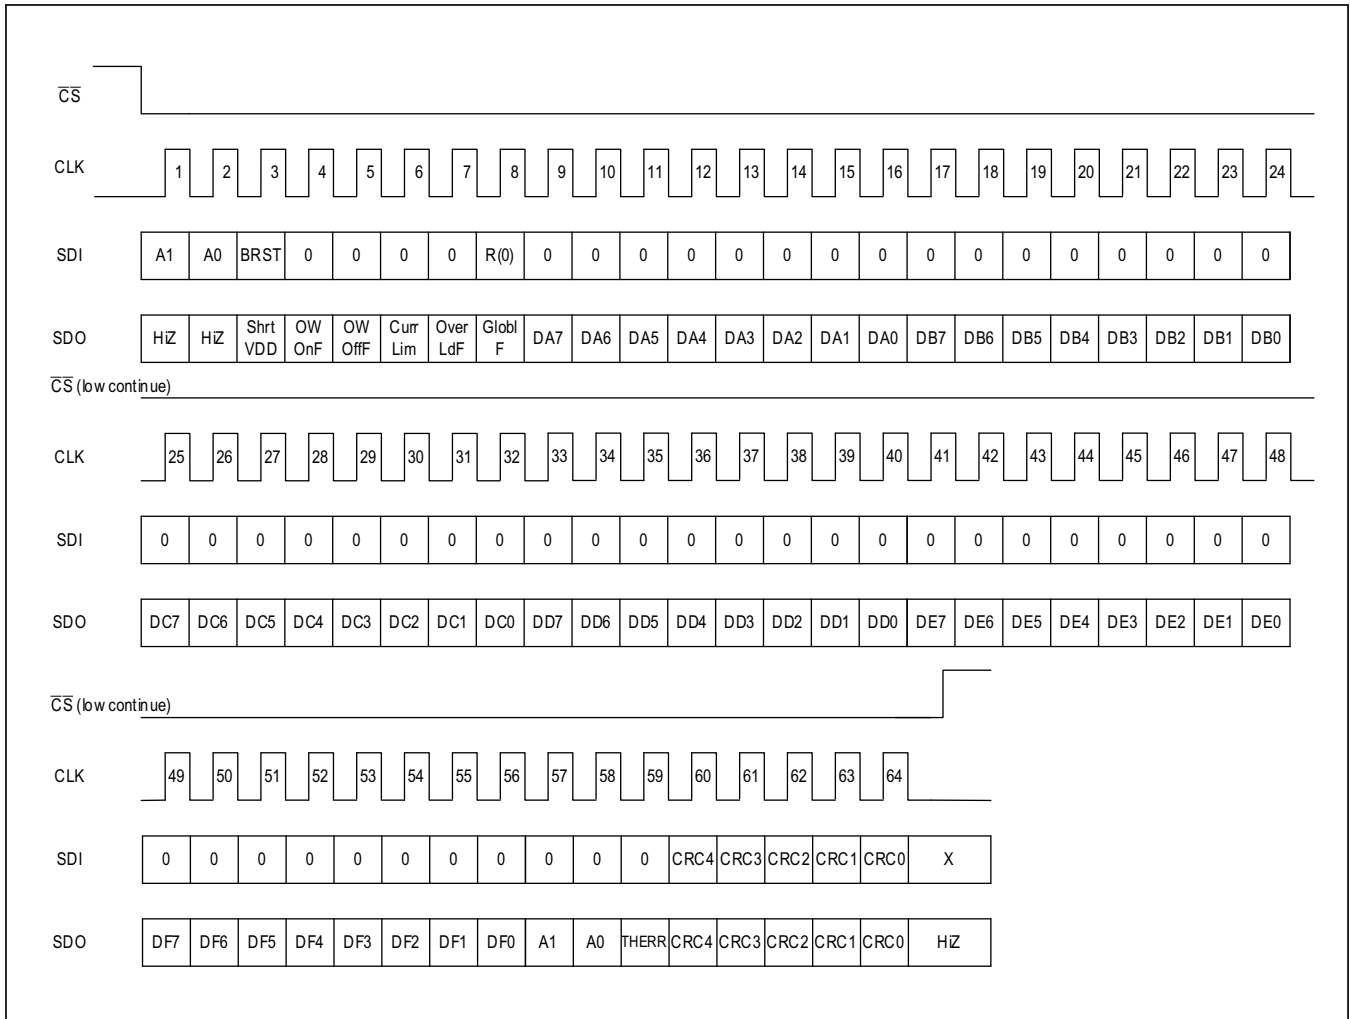 CS
CLK 1 2 3 4 5 6 7 8 9 10 11 12 13 14 15 16 17 18 19 20 21 22 23 24
SDI A1 A0 BRST 0 0 0 0 R(0) 0 0 0 0 0 0 0 0 0 0 0 0 0 0 0 0
SDO HiZ HiZ Shrt VDD OW OnF OW OffF Curr Lim Over LdF Globl F DA7 DA6 DA5 DA4 DA3 DA2 DA1 DA0 DB7 DB6 DB5 DB4 DB3 DB2 DB1 DB0
CS (low continue)
CLK 25 26 27 28 29 30 31 32 33 34 35 36 37 38 39 40 41 42 43 44 45 46 47 48
SDI 0 0 0 0 0 0 0 0 0 0 0 0 0 0 0 0 0 0 0 0 0 0 0 0
SDO DC7 DC6 DC5 DC4 DC3 DC2 DC1 DC0 DD7 DD6 DD5 DD4 DD3 DD2 DD1 DD0 DE7 DE6 DE5 DE4 DE3 DE2 DE1 DE0
CS (low continue)
CLK 49 50 51 52 53 54 55 56 57 58 59 60 61 62 63 64
SDI 0 0 0 0 0 0 0 0 0 0 0 CRC4 CRC3 CRC2 CRC1 CRC0 X
SDO DF7 DF6 DF5 DF4 DF3 DF2 DF1 DF0 A1 A0 THERR CRC4 CRC3 CRC2 CRC1 CRC0 HiZ